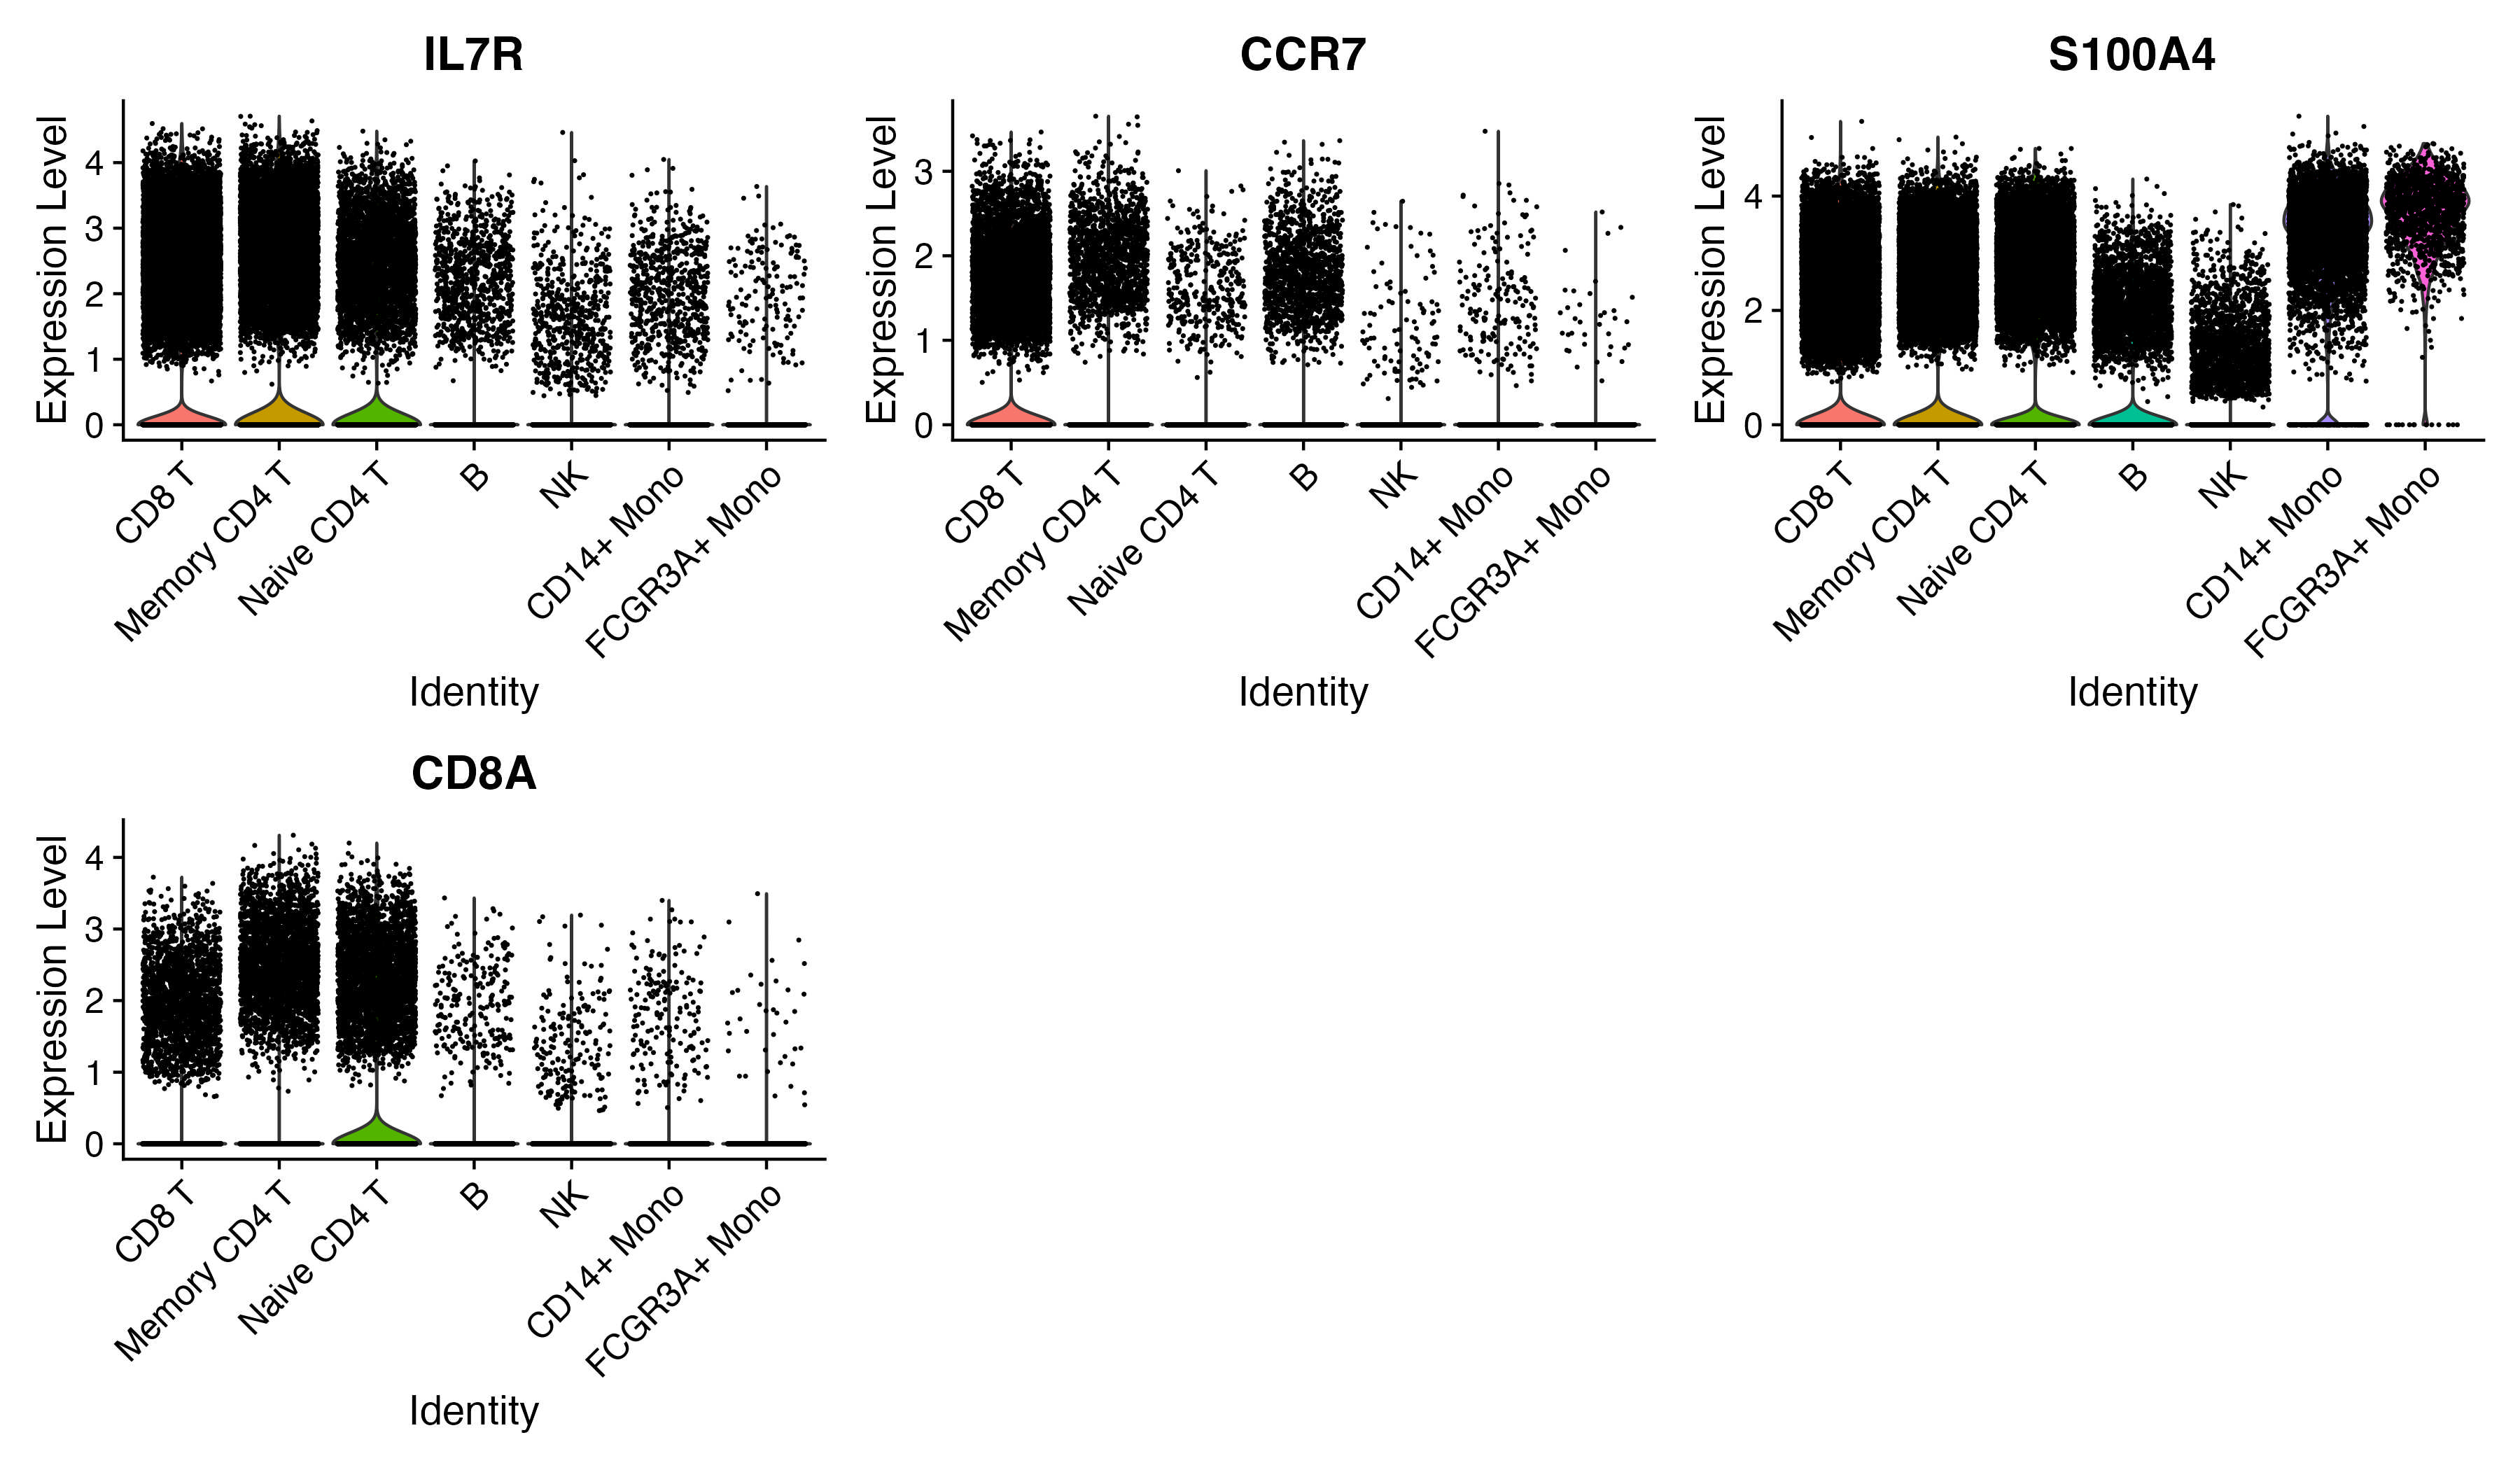 IL7R
Expression Level
4
3
2
1
0
CD8 T
Memory CD4 T
Naive CD4 T
B
NK
CD14+ Mono
FCGR3A+ Mono
Identity
CCR7
Expression Level
3
2
1
0
CD8 T
Memory CD4 T
Naive CD4 T
B
NK
CD14+ Mono
FCGR3A+ Mono
Identity
S100A4
Expression Level
4
2
0
CD8 T
Memory CD4 T
Naive CD4 T
B
NK
CD14+ Mono
FCGR3A+ Mono
Identity
CD8A
Expression Level
4
3
2
1
0
CD8 T
Memory CD4 T
Naive CD4 T
B
NK
CD14+ Mono
FCGR3A+ Mono
Identity